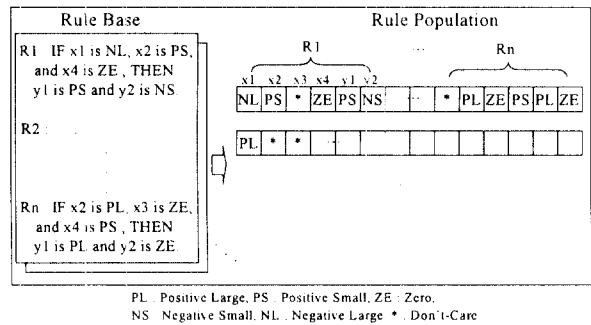 Rule Base
R1 IF x1 is NL, x2 is PS,
and x4 is ZE, THEN
y1 is PS and y2 is NS.
R2 :
Rn IF x2 is PL, x3 is ZE,
and x4 is PS, THEN
y1 is PL and y2 is ZE.
Rule Population
R1 ... Rn
x1 x2 x3 x4 y1 y2
NL PS * ZE PS NS ... * PL ZE PS PL ZE
PL * * ...
PL : Positive Large, PS : Positive Small, ZE : Zero,
NS Negative Small, NL : Negative Large * : Don't-Care